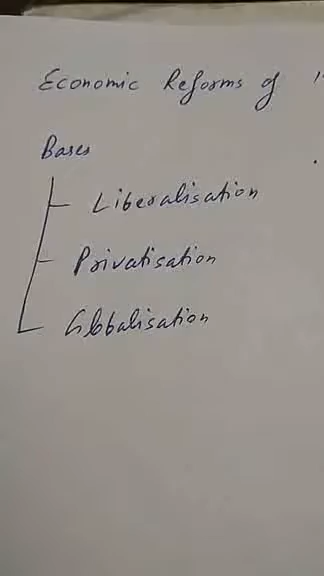 Economic Reforms of
Bases
Liberalisation
Privatisation
Globalisation